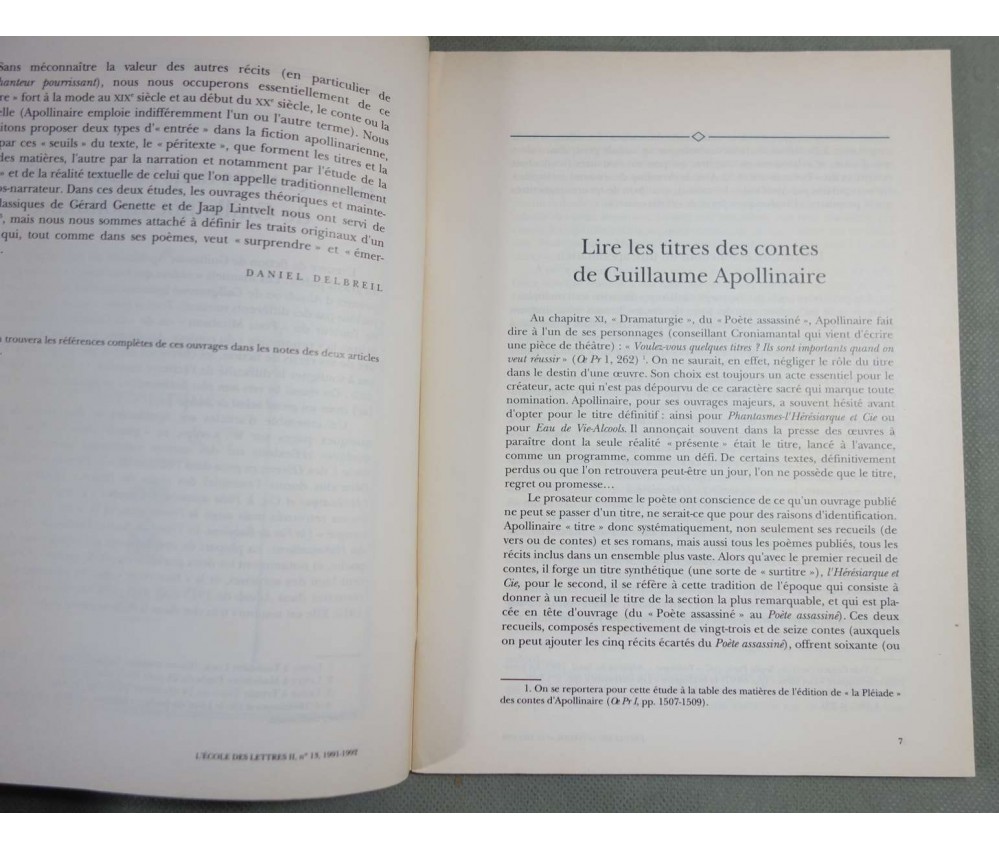 Sans méconnaître la valeur des autres récits (en particulier de
hanteur pourrissant), nous nous occuperons essentiellement de ce
re » fort à la mode au XIXe siècle et au début du XXe siècle, le conte ou la
elle (Apollinaire emploie indifféremment l'un ou l'autre terme). Nous
itons proposer deux types d'« entrée » dans la fiction apollinarienne,
par ces « seuils » du texte, le « péritexte », que forment les titres et la
des matières, l'autre par la narration et notamment par l'étude de la
» et de la réalité textuelle de celui que l'on appelle traditionnellement
os-narrateur. Dans ces deux études, les ouvrages théoriques et mainte-
lassiques de Gérard Genette et de Jaap Lintvelt nous ont servi de
, mais nous nous sommes attaché à définir les traits originaux d'un
qui, tout comme dans ses poèmes, veut « surprendre » et « émer-
DANIEL DELBREIL
trouvera les références complètes de ces ouvrages dans les notes des deux articles
L'ÉCOLE DES LETTRES II, n° 13, 1991-1992
Lire les titres des contes
de Guillaume Apollinaire
Au chapitre XI, « Dramaturgie », du « Poète assassiné », Apollinaire fait
dire à l'un de ses personnages (conseillant Croniamantal qui vient d'écrire
une pièce de théâtre) : « Voulez-vous quelques titres ? Ils sont importants quand on
veut réussir » (Œ Pr 1, 262) 1. On ne saurait, en effet, négliger le rôle du titre
dans le destin d'une œuvre. Son choix est toujours un acte essentiel pour le
créateur, acte qui n'est pas dépourvu de ce caractère sacré qui marque toute
nomination. Apollinaire, pour ses ouvrages majeurs, a souvent hésité avant
d'opter pour le titre définitif : ainsi pour Phantasmes-l'Hérésiarque et Cie ou
pour Eau de Vie-Alcools. Il annonçait souvent dans la presse des œuvres à
paraître dont la seule réalité « présente » était le titre, lancé à l'avance,
comme un programme, comme un défi. De certains textes, définitivement
perdus ou que l'on retrouvera peut-être un jour, l'on ne possède que le titre,
regret ou promesse...
Le prosateur comme le poète ont conscience de ce qu'un ouvrage publié
ne peut se passer d'un titre, ne serait-ce que pour des raisons d'identification.
Apollinaire « titre » donc systématiquement, non seulement ses recueils (de
vers ou de contes) et ses romans, mais aussi tous les poèmes publiés, tous les
récits inclus dans un ensemble plus vaste. Alors qu'avec le premier recueil de
contes, il forge un titre synthétique (une sorte de « surtitre »), l'Hérésiarque et
Cie, pour le second, il se réfère à cette tradition de l'époque qui consiste à
donner à un recueil le titre de la section la plus remarquable, et qui est pla-
cée en tête d'ouvrage (du « Poète assassiné » au Poète assassiné). Ces deux
recueils, composés respectivement de vingt-trois et de seize contes (auxquels
on peut ajouter les cinq récits écartés du Poète assassiné), offrent soixante (ou
1. On se reportera pour cette étude à la table des matières de l'édition de « la Pléiade »
des contes d'Apollinaire (Œ Pr I, pp. 1507-1509).
7